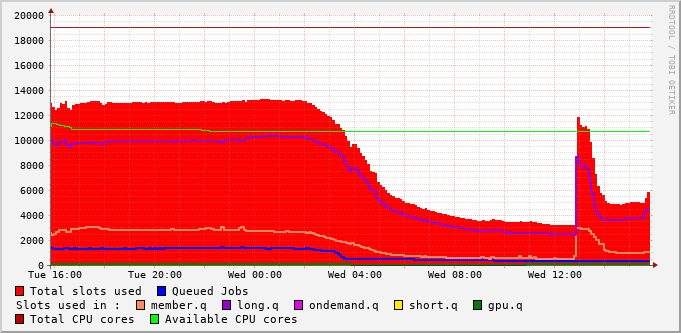 20000
18000
16000
14000
12000
10000
8000
6000
4000
2000
0
Tue 16:00 Tue 20:00 Wed 00:00 Wed 04:00 Wed 08:00 Wed 12:00
Total slots used Queued Jobs
Slots used in : member.q long.q ondemand.q short.q gpu.q
Total CPU cores Available CPU cores
RRDTOOL / TOBI OETIKER